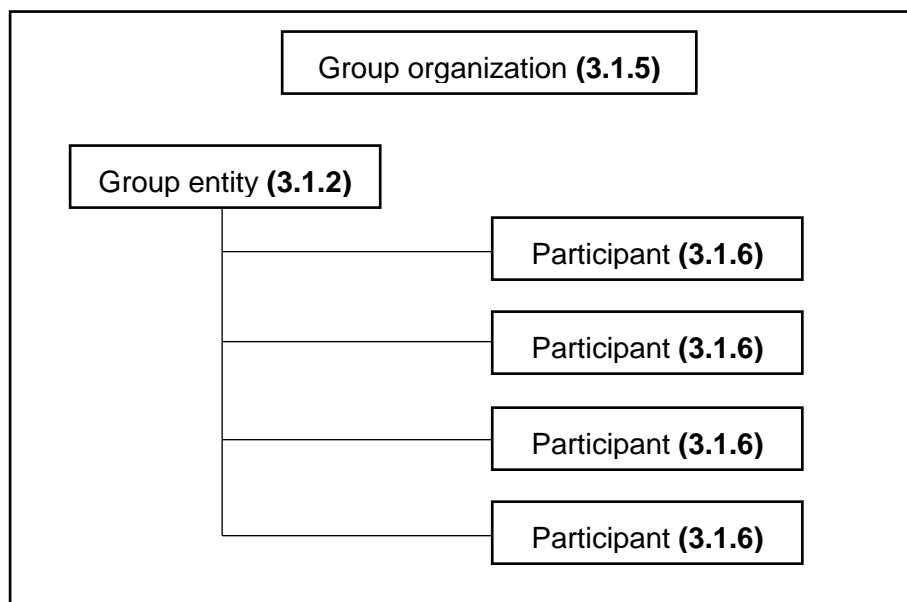 Group organization (3.1.5)
Group entity (3.1.2)
Participant (3.1.6)
Participant (3.1.6)
Participant (3.1.6)
Participant (3.1.6)